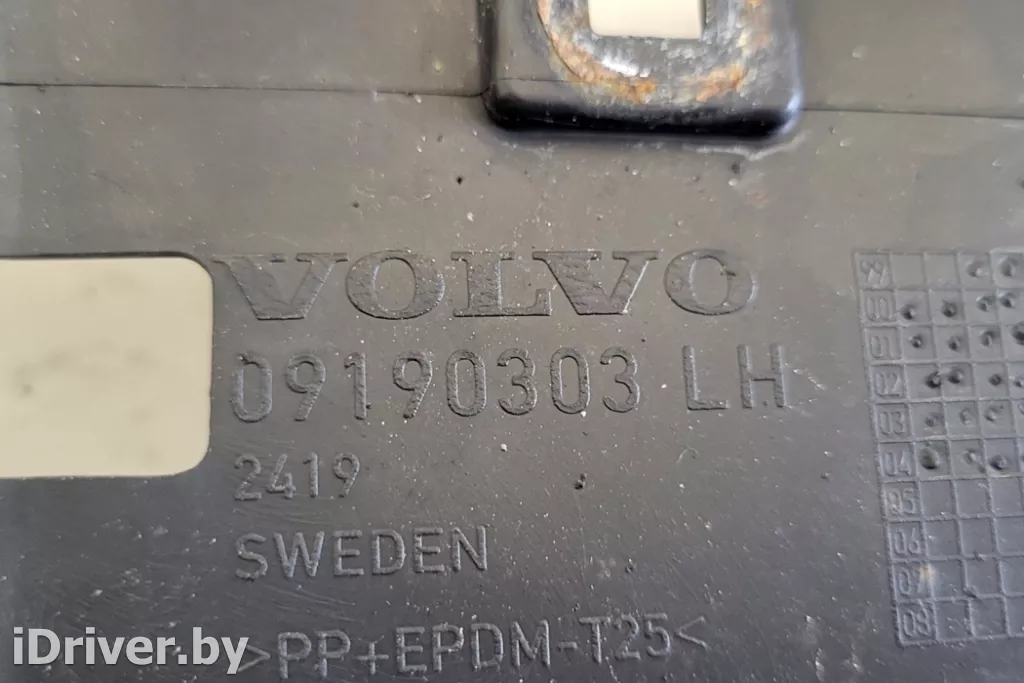 VOLVO
09190303 LH
2419
SWEDEN
>PP+EPDM-T25<
99
00
01
02
03
04
05
06
07
08
iDriver.by